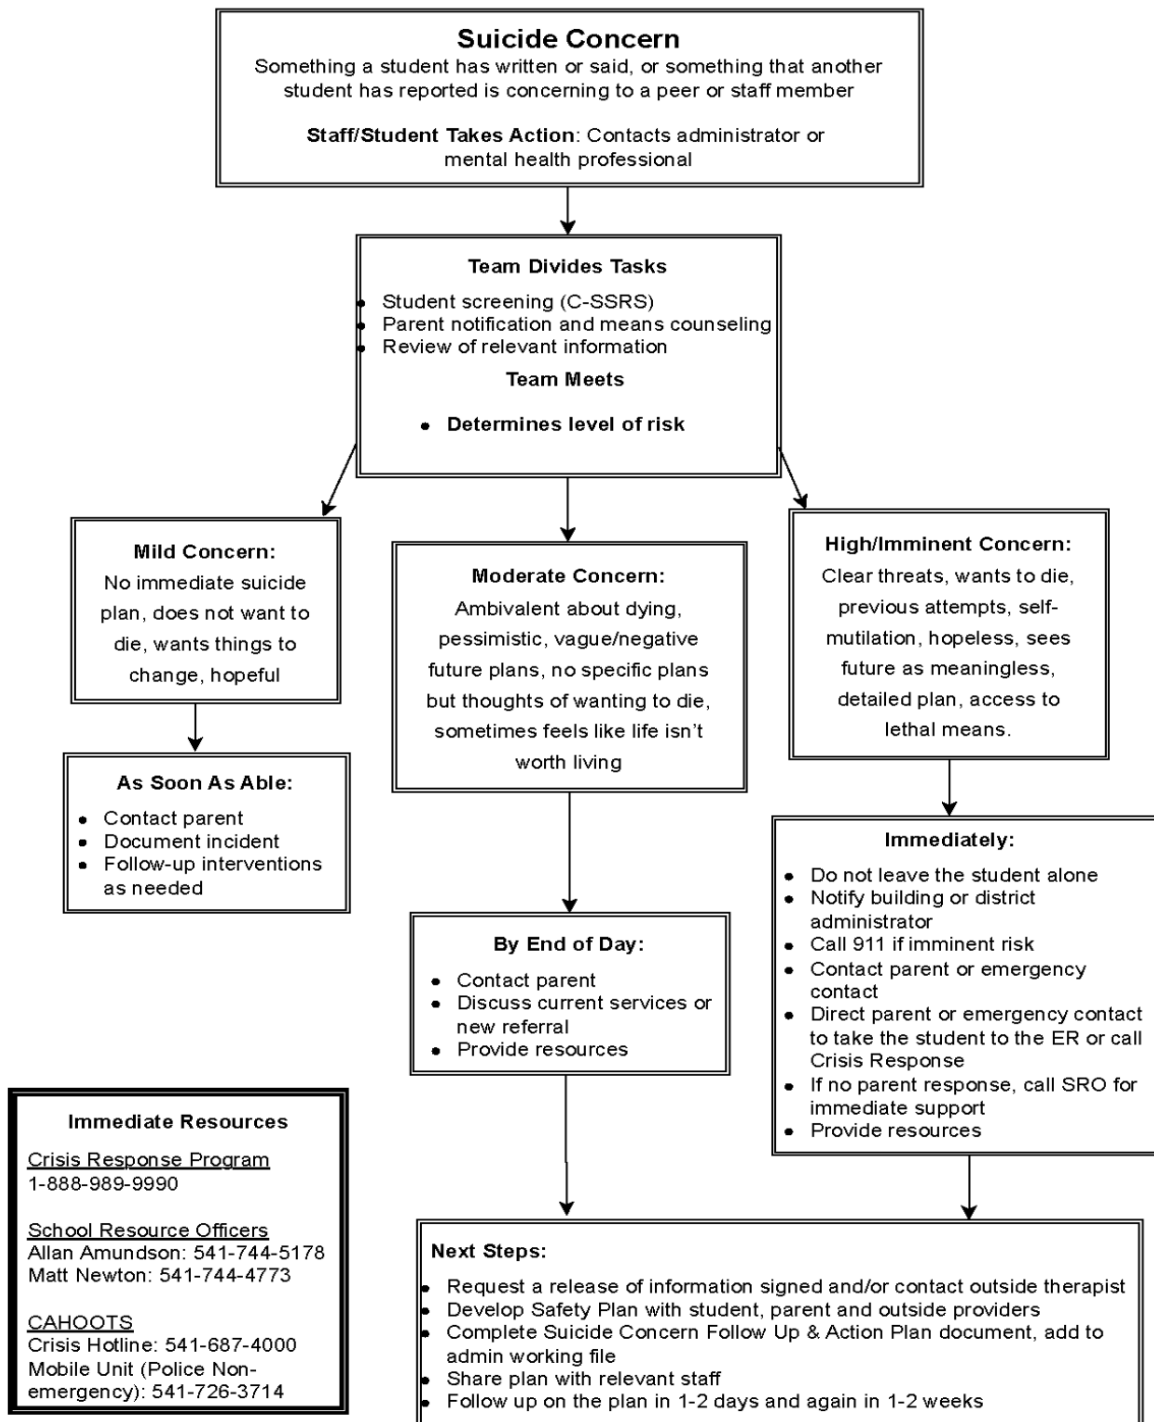 Suicide Concern
Something a student has written or said, or something that another
student has reported is concerning to a peer or staff member
Staff/Student Takes Action: Contacts administrator or
mental health professional
Team Divides Tasks
• Student screening (C-SSRS)
• Parent notification and means counseling
• Review of relevant information
Team Meets
• Determines level of risk
Mild Concern:
No immediate suicide
plan, does not want to
die, wants things to
change, hopeful
As Soon As Able:
• Contact parent
• Document incident
• Follow-up interventions
as needed
Moderate Concern:
Ambivalent about dying,
pessimistic, vague/negative
future plans, no specific plans
but thoughts of wanting to die,
sometimes feels like life isn't
worth living
By End of Day:
• Contact parent
• Discuss current services or
new referral
• Provide resources
High/Imminent Concern:
Clear threats, wants to die,
previous attempts, self-
mutilation, hopeless, sees
future as meaningless,
detailed plan, access to
lethal means.
Immediately:
• Do not leave the student alone
• Notify building or district
administrator
• Call 911 if imminent risk
• Contact parent or emergency
contact
• Direct parent or emergency contact
to take the student to the ER or call
Crisis Response
• If no parent response, call SRO for
immediate support
• Provide resources
Immediate Resources
Crisis Response Program
1-888-989-9990
School Resource Officers
Allan Amundson: 541-744-5178
Matt Newton: 541-744-4773
CAHOOTS
Crisis Hotline: 541-687-4000
Mobile Unit (Police Non-
emergency): 541-726-3714
Next Steps:
• Request a release of information signed and/or contact outside therapist
• Develop Safety Plan with student, parent and outside providers
• Complete Suicide Concern Follow Up & Action Plan document, add to
admin working file
• Share plan with relevant staff
• Follow up on the plan in 1-2 days and again in 1-2 weeks